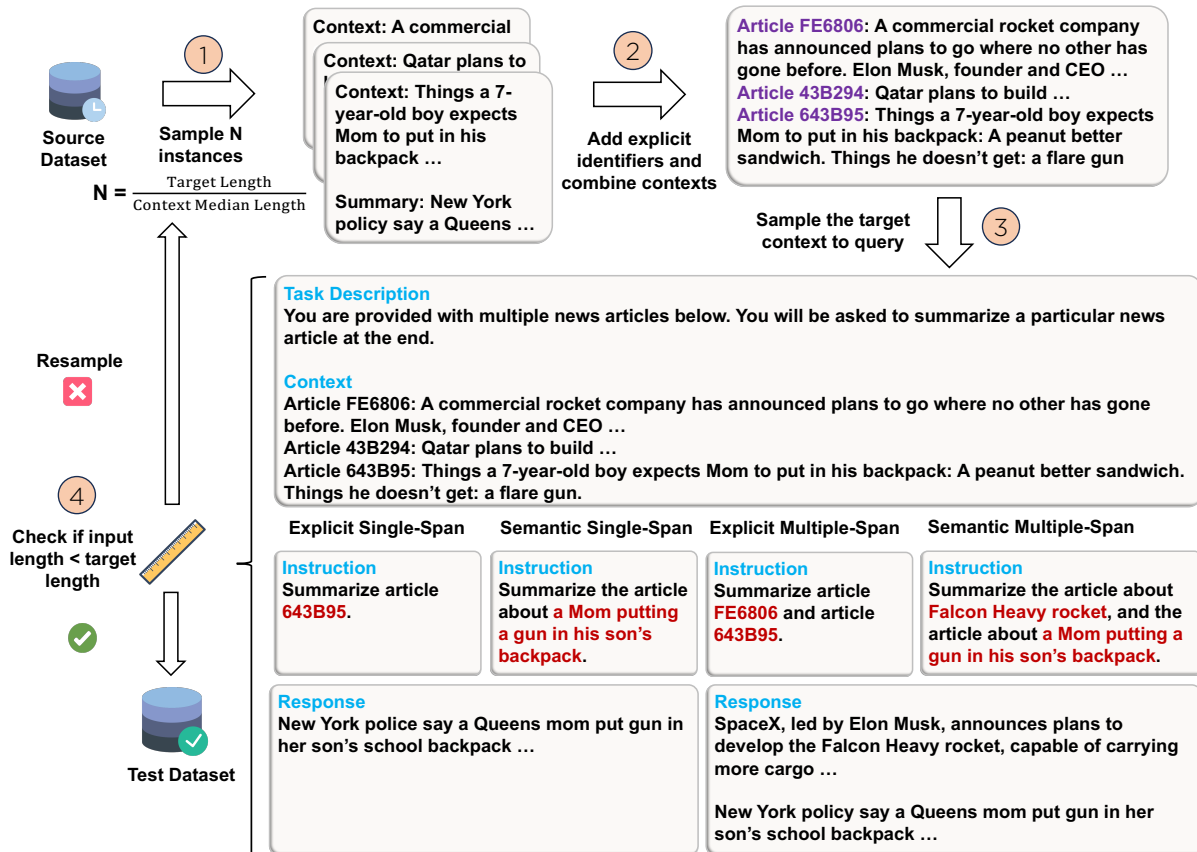 1
Source
Dataset
Sample N
instances
N = Target Length
Context Median Length
Context: A commercial
Context: Qatar plans to
Context: Things a 7-
year-old boy expects
Mom to put in his
backpack ...
Summary: New York
policy say a Queens ...
2
Add explicit
identifiers and
combine contexts
Article FE6806: A commercial rocket company
has announced plans to go where no other has
gone before. Elon Musk, founder and CEO ...
Article 43B294: Qatar plans to build ...
Article 643B95: Things a 7-year-old boy expects
Mom to put in his backpack: A peanut better
sandwich. Things he doesn't get: a flare gun
Sample the target
context to query
3
Task Description
You are provided with multiple news articles below. You will be asked to summarize a particular news
article at the end.
Context
Article FE6806: A commercial rocket company has announced plans to go where no other has gone
before. Elon Musk, founder and CEO ...
Article 43B294: Qatar plans to build ...
Article 643B95: Things a 7-year-old boy expects Mom to put in his backpack: A peanut better sandwich.
Things he doesn't get: a flare gun.
Resample
4
Check if input
length < target
length
Test Dataset
Explicit Single-Span
Instruction
Summarize article
643B95.
Semantic Single-Span
Instruction
Summarize the article
about a Mom putting
a gun in his son's
backpack.
Explicit Multiple-Span
Instruction
Summarize article
FE6806 and article
643B95.
Semantic Multiple-Span
Instruction
Summarize the article about
Falcon Heavy rocket, and the
article about a Mom putting a
gun in his son's backpack.
Response
New York police say a Queens mom put gun in
her son's school backpack ...
Response
SpaceX, led by Elon Musk, announces plans to
develop the Falcon Heavy rocket, capable of carrying
more cargo ...
New York policy say a Queens mom put gun in her
son's school backpack ...